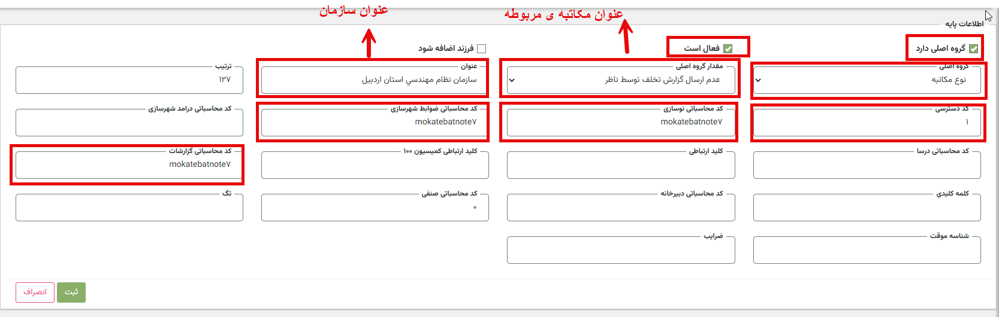 عنوان مکاتبه ی مربوطه
عنوان سازمان
اطلاعات پایه
گروه اصلی دارد
فعال است
فرزند اضافه شود
گروه اصلی
نوع مکاتبه
مقدار گروه اصلی
عدم ارسال گزارش تخلف توسط ناظر
عنوان
سازمان نظام مهندسي استان اردبیل
ترتیب
۱۲۷
کد دسترسی
۱
کد محاسباتی نوسازی
mokatebatnote۷
کد محاسباتی ضوابط شهرسازی
mokatebatnote۷
کد محاسباتی درامد شهرسازی
کد محاسباتی درسا
کلید ارتباطی
کلید ارتباطی کمیسیون ۱۰۰
کد محاسباتی گزارشات
mokatebatnote۷
کلمه کلیدی
کد محاسباتی دبیرخانه
کد محاسباتی صنفی
۰
تگ
شناسه موقت
ضرایب
ثبت
انصراف